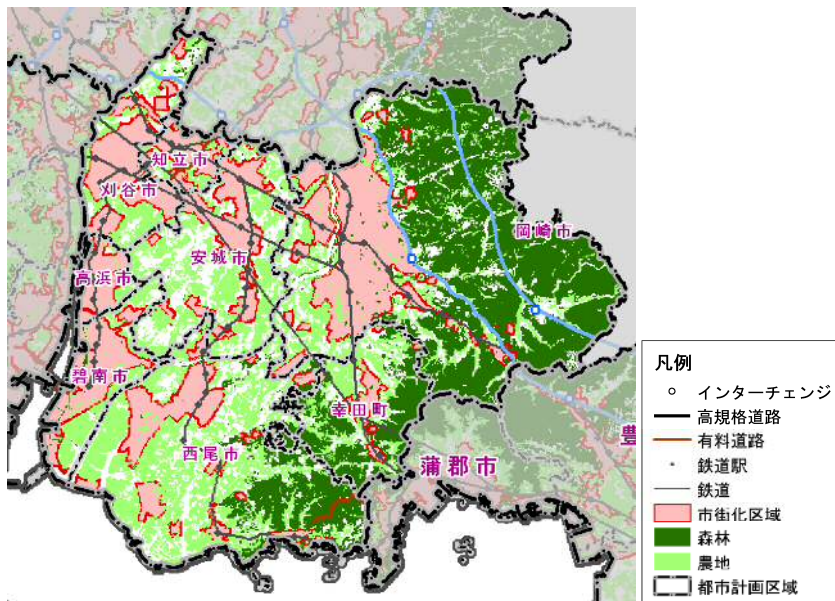 知立市
刈谷市
岡崎市
安城市
高浜市
碧南市
幸田町
西尾市
蒲郡市
豊
凡例
インターチェンジ
高規格道路
有料道路
鉄道駅
鉄道
市街化区域
森林
農地
都市計画区域